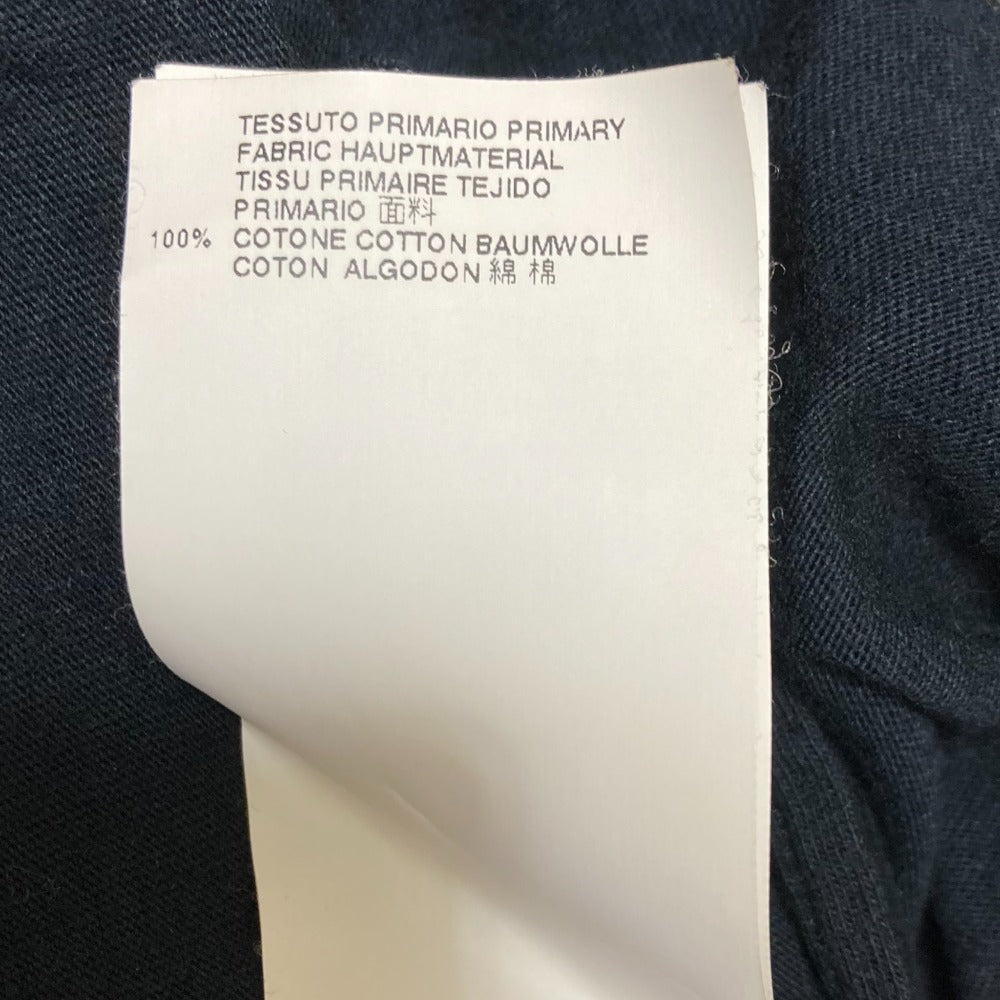 TESSUTO PRIMARIO PRIMARY
FABRIC HAUPTMATERIAL
TISSU PRIMAIRE TEJIDO
PRIMARIO 面料
100% COTONE COTTON BAUMWOLLE
COTON ALGODON 綿 棉